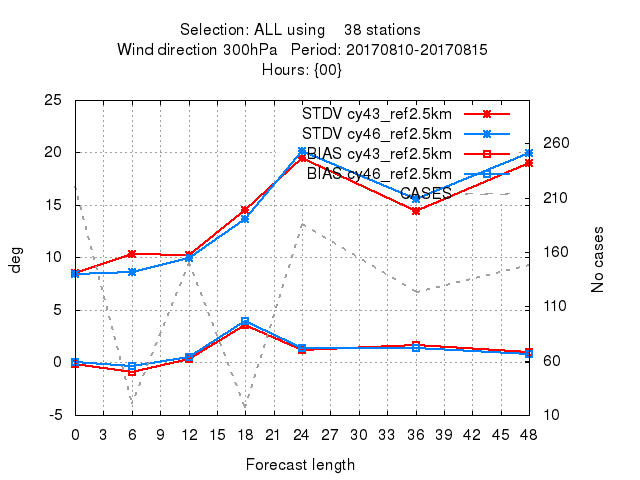 Selection: ALL using 38 stations
Wind direction 300hPa Period: 20170810-20170815
Hours: {00}
STDV cy43_ref2.5km
STDV cy46_ref2.5km
BIAS cy43_ref2.5km
BIAS cy46_ref2.5km
CASES
25
20
15
10
5
0
-5
deg
260
210
160
110
60
10
No cases
0 3 6 9 12 15 18 21 24 27 30 33 36 39 42 45 48
Forecast length